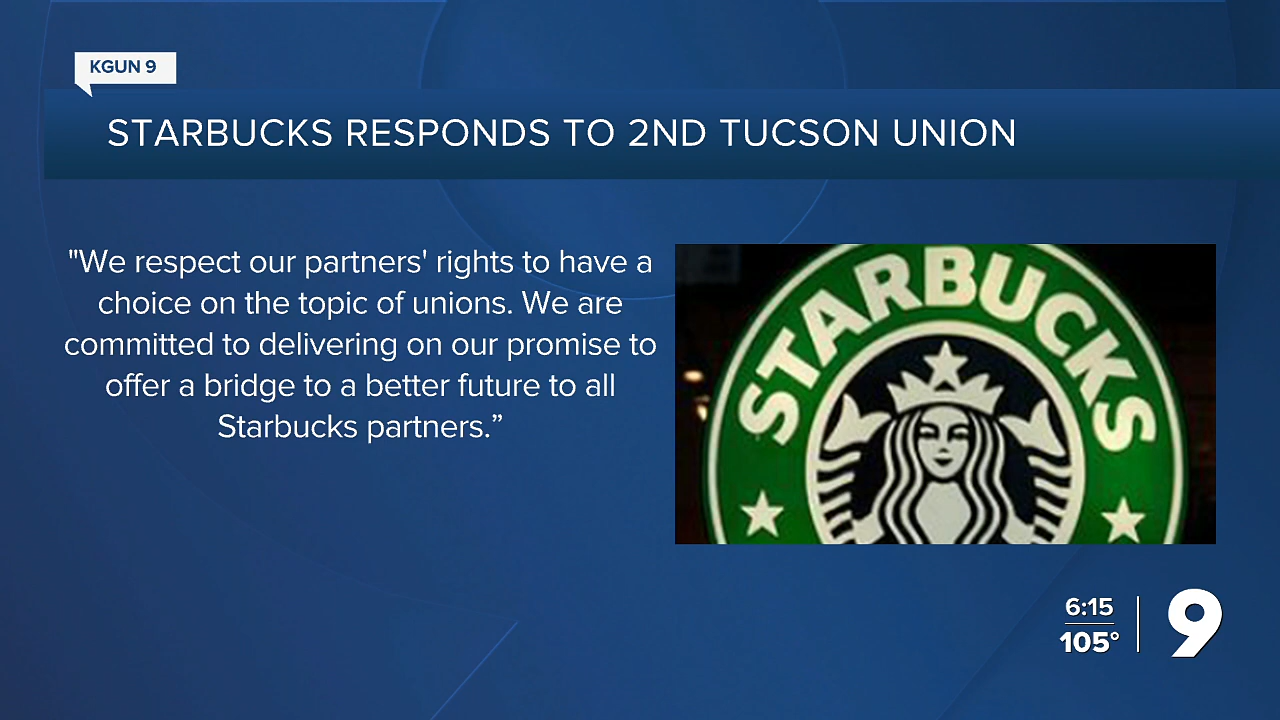 KGUN 9
STARBUCKS RESPONDS TO 2ND TUCSON UNION
"We respect our partners' rights to have a
choice on the topic of unions. We are
committed to delivering on our promise to
offer a bridge to a better future to all
Starbucks partners.”
STARBUCKS
6:15
105°
9